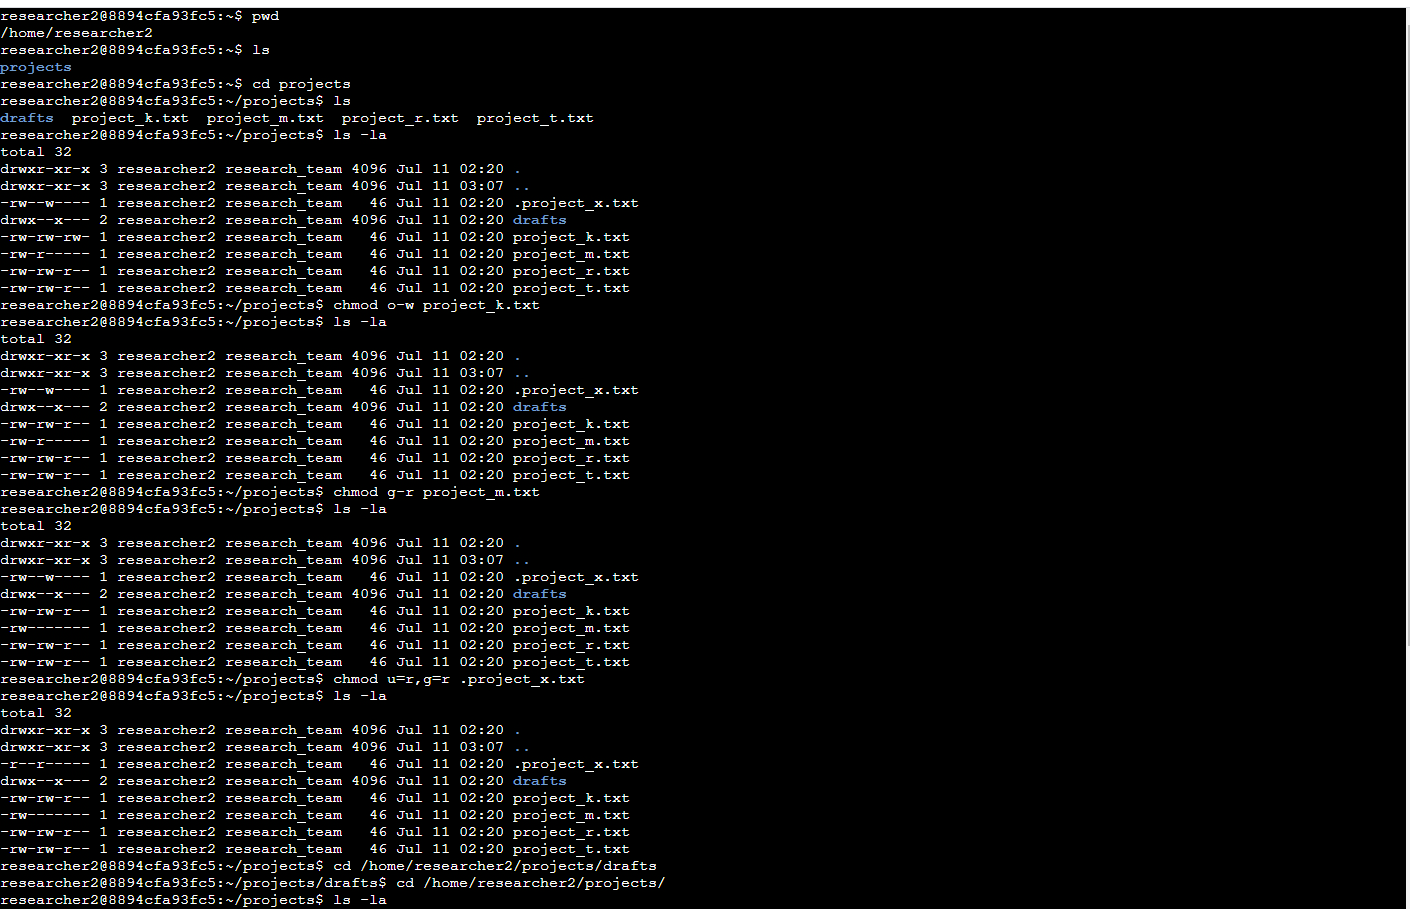 researcher2@8894cfa93fc5:~$ pwd
/home/researcher2
researcher2@8894cfa93fc5:~$ ls
projects
researcher2@8894cfa93fc5:~$ cd projects
researcher2@8894cfa93fc5:~/projects$ ls
drafts  project_k.txt  project_m.txt  project_r.txt  project_t.txt
researcher2@8894cfa93fc5:~/projects$ ls -la
total 32
drwxr-xr-x 3 researcher2 research_team 4096 Jul 11 02:20 .
drwxr-xr-x 3 researcher2 research_team 4096 Jul 11 03:07 ..
-rw--w---- 1 researcher2 research_team   46 Jul 11 02:20 .project_x.txt
drwx--x--- 2 researcher2 research_team 4096 Jul 11 02:20 drafts
-rw-rw-rw- 1 researcher2 research_team   46 Jul 11 02:20 project_k.txt
-rw-r----- 1 researcher2 research_team   46 Jul 11 02:20 project_m.txt
-rw-rw-r-- 1 researcher2 research_team   46 Jul 11 02:20 project_r.txt
-rw-rw-r-- 1 researcher2 research_team   46 Jul 11 02:20 project_t.txt
researcher2@8894cfa93fc5:~/projects$ chmod o-w project_k.txt
researcher2@8894cfa93fc5:~/projects$ ls -la
total 32
drwxr-xr-x 3 researcher2 research_team 4096 Jul 11 02:20 .
drwxr-xr-x 3 researcher2 research_team 4096 Jul 11 03:07 ..
-rw--w---- 1 researcher2 research_team   46 Jul 11 02:20 .project_x.txt
drwx--x--- 2 researcher2 research_team 4096 Jul 11 02:20 drafts
-rw-rw-r-- 1 researcher2 research_team   46 Jul 11 02:20 project_k.txt
-rw-r----- 1 researcher2 research_team   46 Jul 11 02:20 project_m.txt
-rw-rw-r-- 1 researcher2 research_team   46 Jul 11 02:20 project_r.txt
-rw-rw-r-- 1 researcher2 research_team   46 Jul 11 02:20 project_t.txt
researcher2@8894cfa93fc5:~/projects$ chmod g-r project_m.txt
researcher2@8894cfa93fc5:~/projects$ ls -la
total 32
drwxr-xr-x 3 researcher2 research_team 4096 Jul 11 02:20 .
drwxr-xr-x 3 researcher2 research_team 4096 Jul 11 03:07 ..
-rw--w---- 1 researcher2 research_team   46 Jul 11 02:20 .project_x.txt
drwx--x--- 2 researcher2 research_team 4096 Jul 11 02:20 drafts
-rw-rw-r-- 1 researcher2 research_team   46 Jul 11 02:20 project_k.txt
-rw------- 1 researcher2 research_team   46 Jul 11 02:20 project_m.txt
-rw-rw-r-- 1 researcher2 research_team   46 Jul 11 02:20 project_r.txt
-rw-rw-r-- 1 researcher2 research_team   46 Jul 11 02:20 project_t.txt
researcher2@8894cfa93fc5:~/projects$ chmod u=r,g=r .project_x.txt
researcher2@8894cfa93fc5:~/projects$ ls -la
total 32
drwxr-xr-x 3 researcher2 research_team 4096 Jul 11 02:20 .
drwxr-xr-x 3 researcher2 research_team 4096 Jul 11 03:07 ..
-r--r----- 1 researcher2 research_team   46 Jul 11 02:20 .project_x.txt
drwx--x--- 2 researcher2 research_team 4096 Jul 11 02:20 drafts
-rw-rw-r-- 1 researcher2 research_team   46 Jul 11 02:20 project_k.txt
-rw------- 1 researcher2 research_team   46 Jul 11 02:20 project_m.txt
-rw-rw-r-- 1 researcher2 research_team   46 Jul 11 02:20 project_r.txt
-rw-rw-r-- 1 researcher2 research_team   46 Jul 11 02:20 project_t.txt
researcher2@8894cfa93fc5:~/projects$ cd /home/researcher2/projects/drafts
researcher2@8894cfa93fc5:~/projects/drafts$ cd /home/researcher2/projects/
researcher2@8894cfa93fc5:~/projects$ ls -la